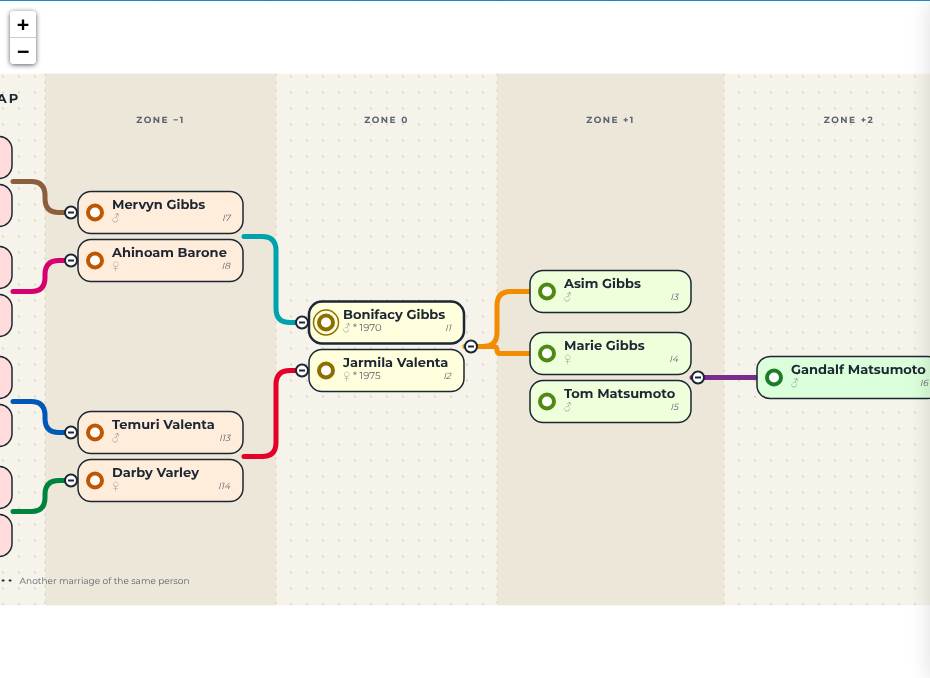 +
−
AP
ZONE −1
ZONE 0
ZONE +1
ZONE +2
Mervyn Gibbs
♂ I7
Ahinoam Barone
♀ I8
Temuri Valenta
♂ I13
Darby Varley
♀ I14
Bonifacy Gibbs
♂ * 1970 I1
Jarmila Valenta
♀ * 1975 I2
Asim Gibbs
♂ I3
Marie Gibbs
♀ I4
Tom Matsumoto
♂ I5
Gandalf Matsumoto
♂ I6
Another marriage of the same person